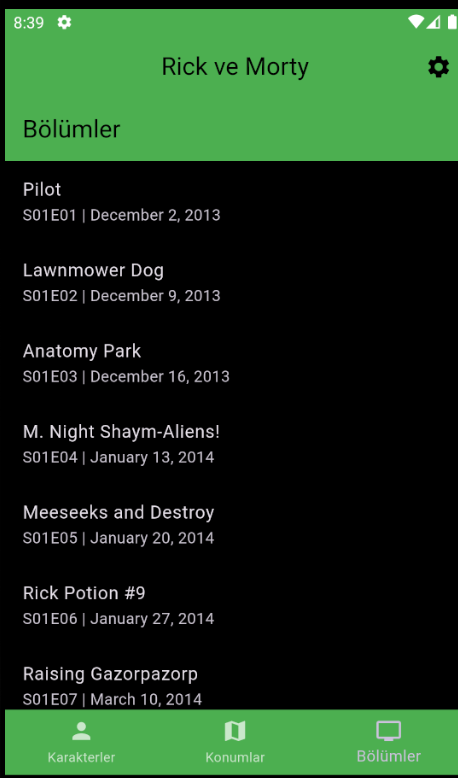 8:39
Rick ve Morty
Bölümler
Pilot
S01E01 | December 2, 2013
Lawnmower Dog
S01E02 | December 9, 2013
Anatomy Park
S01E03 | December 16, 2013
M. Night Shaym-Aliens!
S01E04 | January 13, 2014
Meeseeks and Destroy
S01E05 | January 20, 2014
Rick Potion #9
S01E06 | January 27, 2014
Raising Gazorpazorp
S01E07 | March 10, 2014
Karakterler Konumlar Bölümler